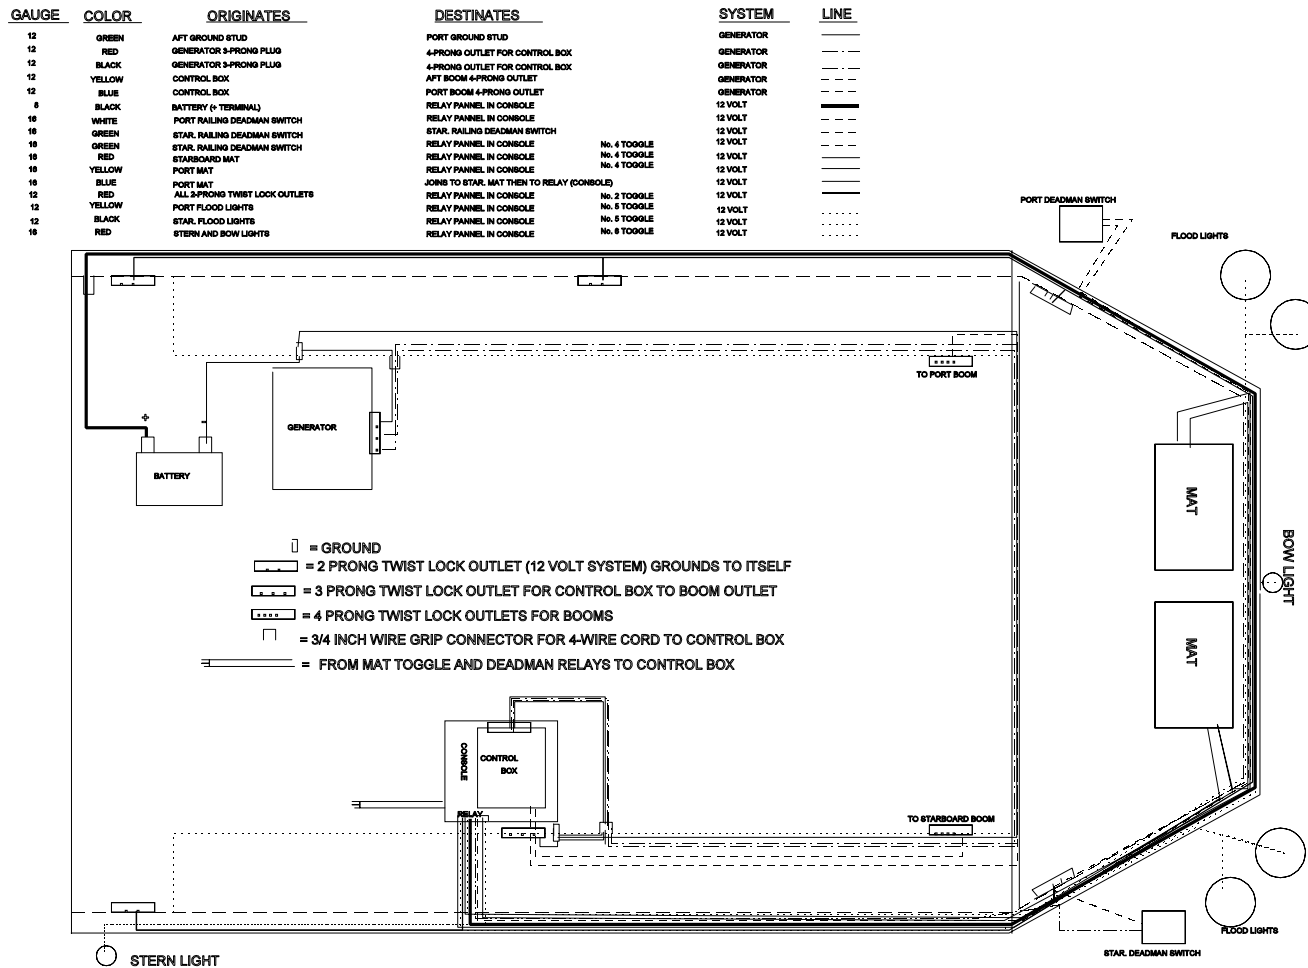 GAUGE COLOR ORIGINATES DESTINATES SYSTEM LINE
12 GREEN AFT GROUND STUD PORT GROUND STUD GENERATOR
12 RED GENERATOR 3-PRONG PLUG 4-PRONG OUTLET FOR CONTROL BOX GENERATOR
12 BLACK GENERATOR 3-PRONG PLUG 4-PRONG OUTLET FOR CONTROL BOX GENERATOR
12 YELLOW CONTROL BOX AFT BOOM 4-PRONG OUTLET GENERATOR
12 BLUE CONTROL BOX PORT BOOM 4-PRONG OUTLET GENERATOR
BLACK BATTERY (+ TERMINAL) RELAY PANNEL IN CONSOLE 12 VOLT
16 WHITE PORT RAILING DEADMAN SWITCH RELAY PANNEL IN CONSOLE 12 VOLT
16 GREEN STAR. RAILING DEADMAN SWITCH STAR. RAILING DEADMAN SWITCH 12 VOLT
16 GREEN STAR. RAILING DEADMAN SWITCH RELAY PANNEL IN CONSOLE No. 4 TOGGLE 12 VOLT
16 RED STARBOARD MAT RELAY PANNEL IN CONSOLE No. 4 TOGGLE 12 VOLT
16 YELLOW PORT MAT RELAY PANNEL IN CONSOLE No. 4 TOGGLE 12 VOLT
16 BLUE PORT MAT JOINS TO STAR. MAT THEN TO RELAY (CONSOLE) 12 VOLT
12 RED ALL 2-PRONG TWIST LOCK OUTLETS RELAY PANNEL IN CONSOLE No. 2 TOGGLE 12 VOLT
12 YELLOW PORT FLOOD LIGHTS RELAY PANNEL IN CONSOLE No. 5 TOGGLE 12 VOLT
12 BLACK STAR. FLOOD LIGHTS RELAY PANNEL IN CONSOLE No. 5 TOGGLE 12 VOLT
16 RED STERN AND BOW LIGHTS RELAY PANNEL IN CONSOLE No. 6 TOGGLE 12 VOLT
PORT DEADMAN SWITCH
FLOOD LIGHTS
TO PORT BOOM
+ -
GENERATOR
BATTERY
MAT
BOW LIGHT
MAT
= GROUND
= 2 PRONG TWIST LOCK OUTLET (12 VOLT SYSTEM) GROUNDS TO ITSELF
= 3 PRONG TWIST LOCK OUTLET FOR CONTROL BOX TO BOOM OUTLET
= 4 PRONG TWIST LOCK OUTLETS FOR BOOMS
= 3/4 INCH WIRE GRIP CONNECTOR FOR 4-WIRE CORD TO CONTROL BOX
= FROM MAT TOGGLE AND DEADMAN RELAYS TO CONTROL BOX
CONSOLE
CONTROL
BOX
RELAY
TO STARBOARD BOOM
FLOOD LIGHTS
STAR. DEADMAN SWITCH
STERN LIGHT